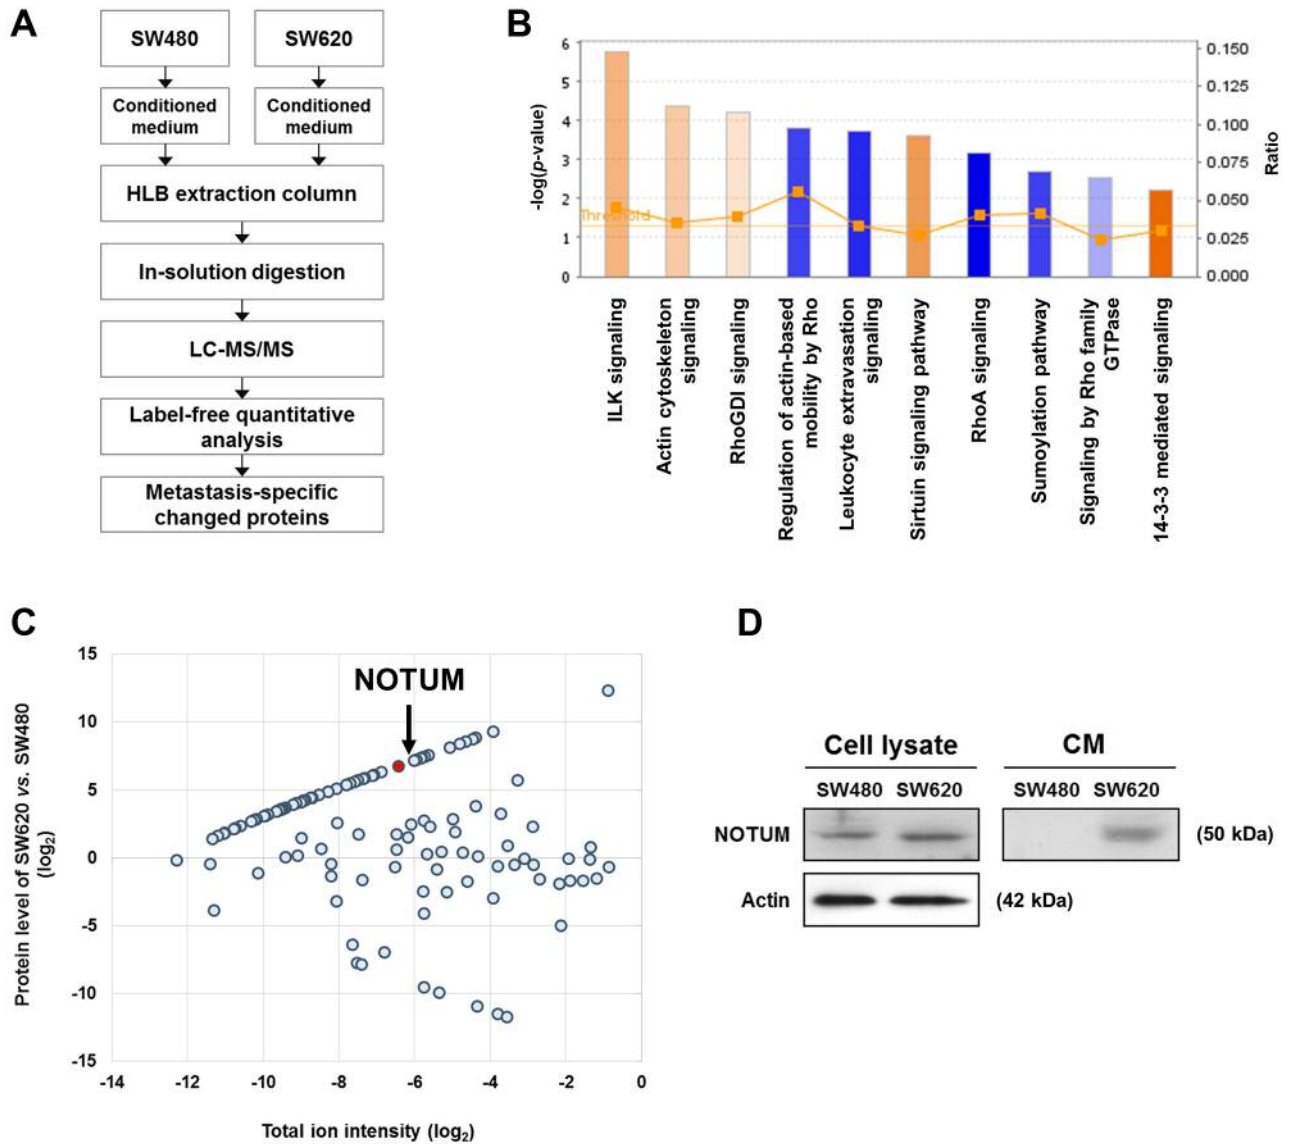 A
SW480
SW620
Conditioned
medium
Conditioned
medium
HLB extraction column
In-solution digestion
LC-MS/MS
Label-free quantitative
analysis
Metastasis-specific
changed proteins
B
-log(p-value)
6
5
4
3
2
1
0
Threshold
0.150
0.125
0.100
0.075
0.050
0.025
0.000
Ratio
ILK signaling
Actin cytoskeleton
signaling
RhoGDI signaling
Regulation of actin-based
mobility by Rho
Leukocyte extravasation
signaling
Sirtuin signaling pathway
RhoA signaling
Sumoylation pathway
Signaling by Rho family
GTPase
14-3-3 mediated signaling
C
Protein level of SW620 vs. SW480
(log2)
15
10
5
0
-5
-10
-15
NOTUM
-14 -12 -10 -8 -6 -4 -2 0
Total ion intensity (log2)
D
Cell lysate CM
SW480 SW620 SW480 SW620
NOTUM (50 kDa)
Actin (42 kDa)